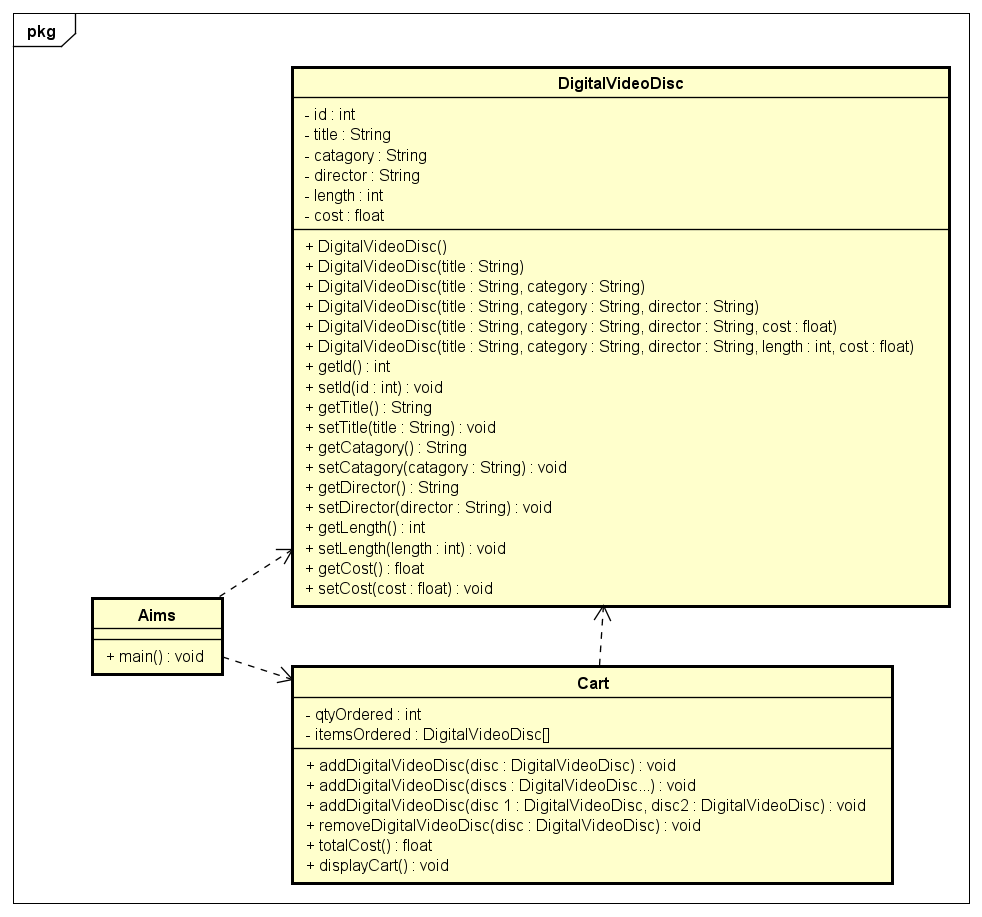 pkg
DigitalVideoDisc
- id : int
- title : String
- catagory : String
- director : String
- length : int
- cost : float
+ DigitalVideoDisc()
+ DigitalVideoDisc(title : String)
+ DigitalVideoDisc(title : String, category : String)
+ DigitalVideoDisc(title : String, category : String, director : String)
+ DigitalVideoDisc(title : String, category : String, director : String, cost : float)
+ DigitalVideoDisc(title : String, category : String, director : String, length : int, cost : float)
+ getId() : int
+ setId(id : int) : void
+ getTitle() : String
+ setTitle(title : String) : void
+ getCatagory() : String
+ setCatagory(catagory : String) : void
+ getDirector() : String
+ setDirector(director : String) : void
+ getLength() : int
+ setLength(length : int) : void
+ getCost() : float
+ setCost(cost : float) : void
Aims
+ main() : void
Cart
- qtyOrdered : int
- itemsOrdered : DigitalVideoDisc[]
+ addDigitalVideoDisc(disc : DigitalVideoDisc) : void
+ addDigitalVideoDisc(discs : DigitalVideoDisc...) : void
+ addDigitalVideoDisc(disc 1 : DigitalVideoDisc, disc2 : DigitalVideoDisc) : void
+ removeDigitalVideoDisc(disc : DigitalVideoDisc) : void
+ totalCost() : float
+ displayCart() : void